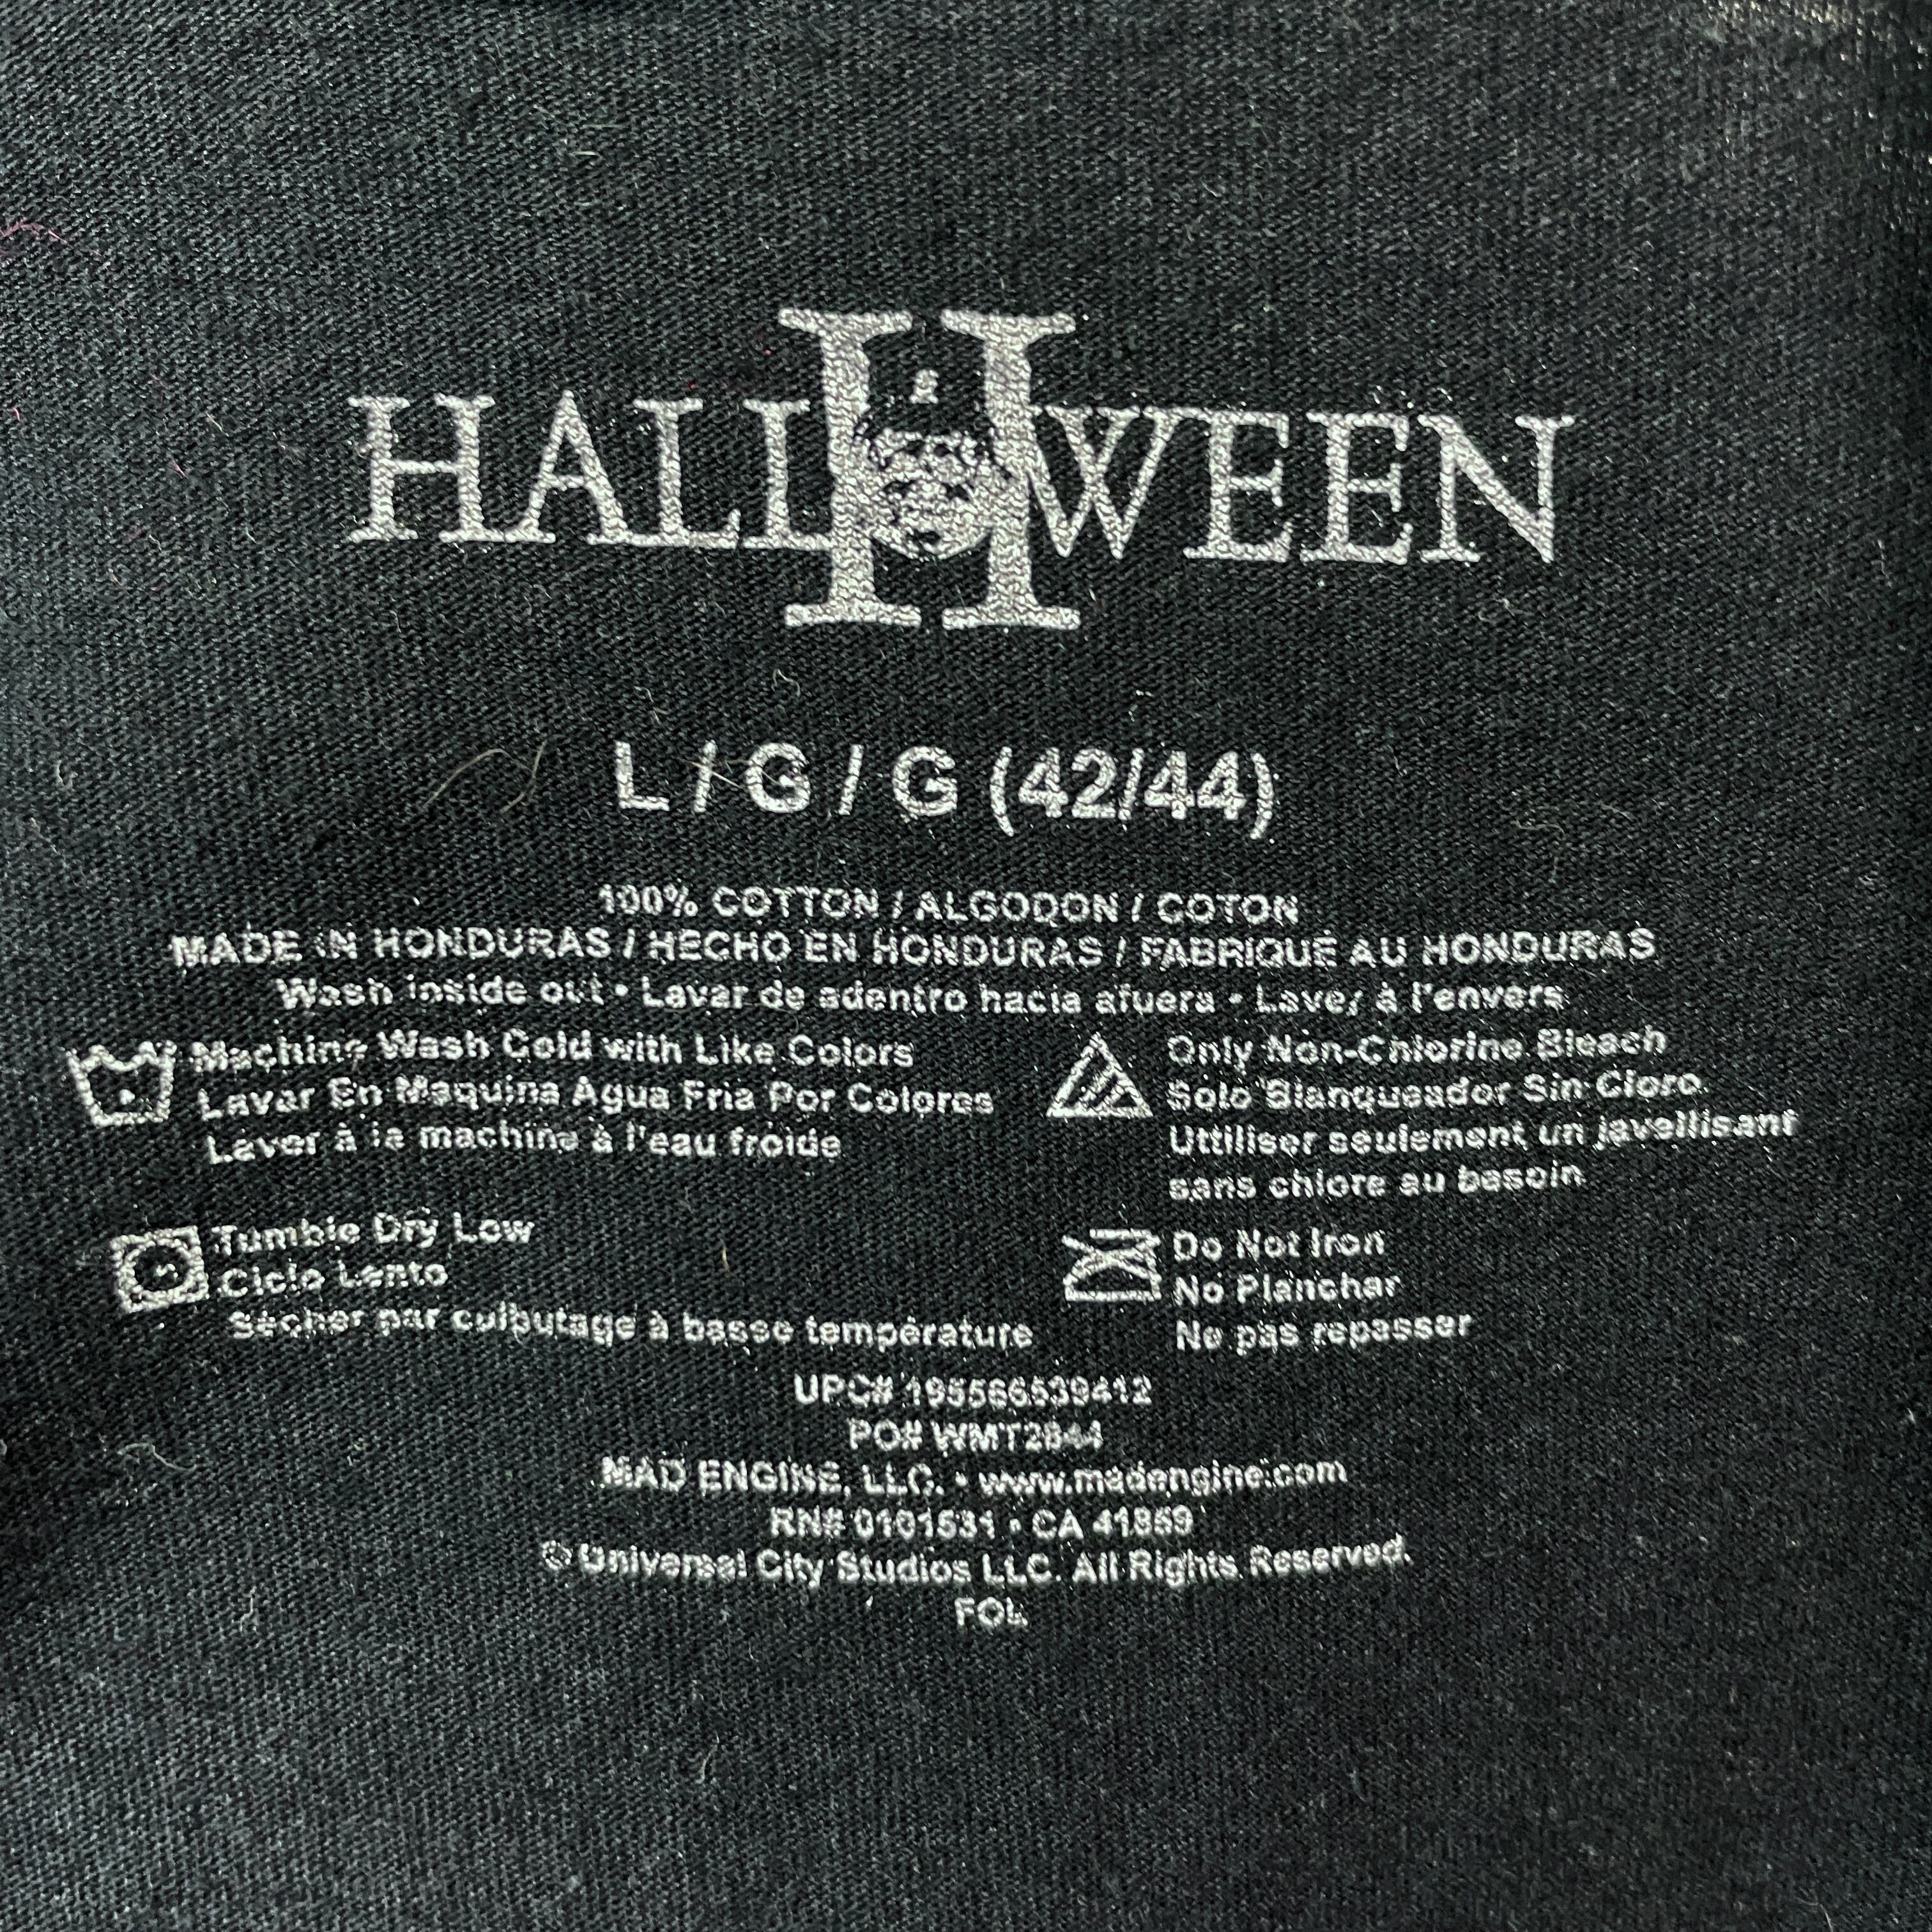 HALLOWEEN
II
L / G / G (42/44)
100% COTTON / ALGODON / COTON
MADE IN HONDURAS / HECHO EN HONDURAS / FABRIQUÉ AU HONDURAS
Wash inside out • Lavar de adentro hacia afuera • Laver à l'envers
Machine Wash Cold with Like Colors
Lavar En Maquina Agua Fria Por Colores
Laver à la machine à l'eau froide
Only Non-Chlorine Bleach
Solo Blanqueador Sin Cloro
Uttiliser seulement un javellisant
sans chlore au besoin
Tumble Dry Low
Ciclo Lento
Sécher par culbutage à basse température
Do Not Iron
No Planchar
Ne pas repasser
UPC# 195566539412
PO# WMT2844
MAD ENGINE, LLC. • www.madengine.com
RN# 0101531 • CA 41859
© Universal City Studios LLC. All Rights Reserved.
FOL